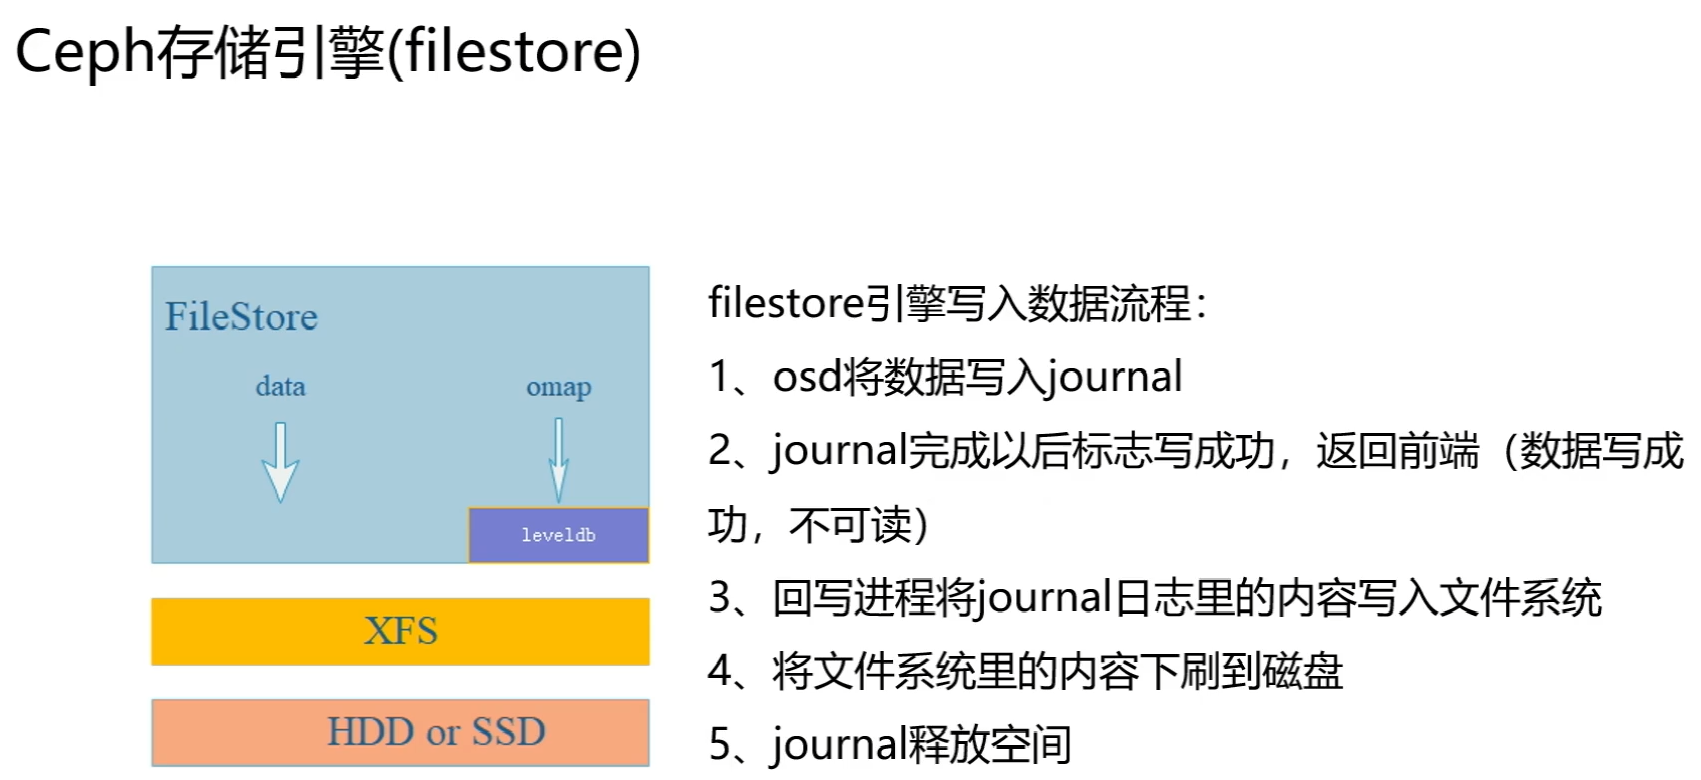 Ceph存储引擎(filestore)
FileStore
data
omap
leveldb
XFS
HDD or SSD
filestore引擎写入数据流程：
1、osd将数据写入journal
2、journal完成以后标志写成功，返回前端（数据写成
功，不可读）
3、回写进程将journal日志里的内容写入文件系统
4、将文件系统里的内容下刷到磁盘
5、journal释放空间